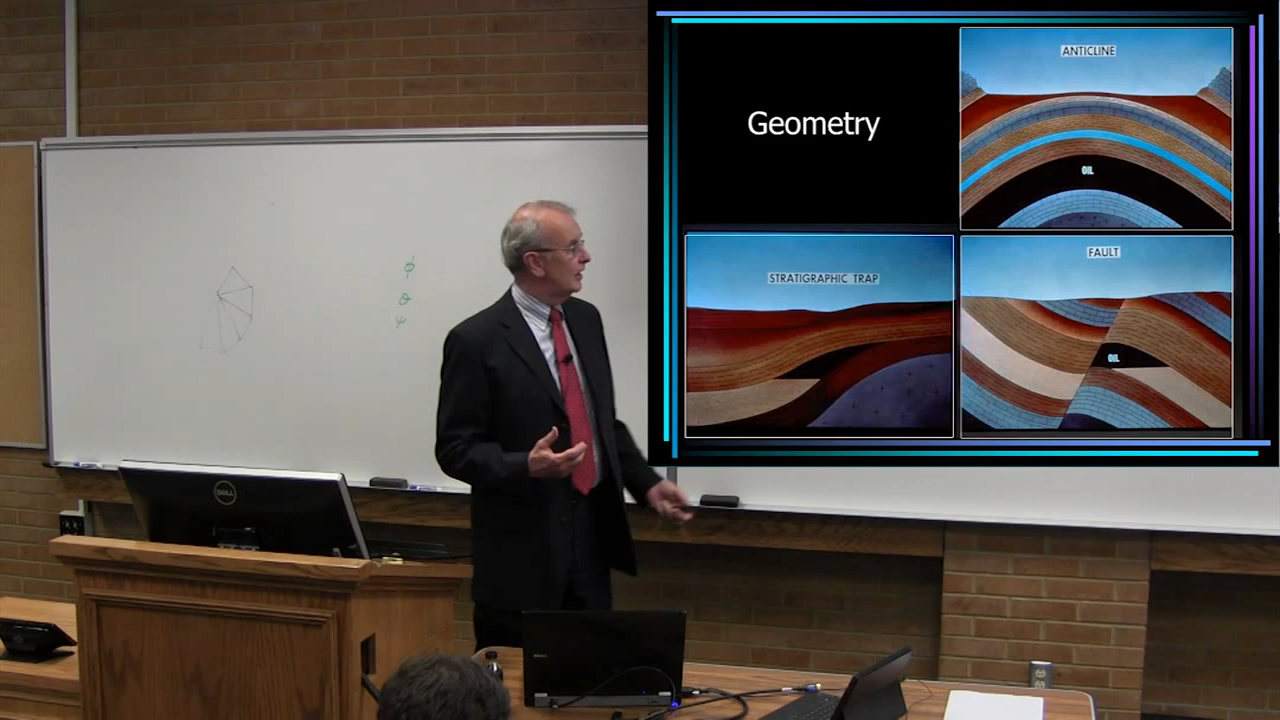 Geometry
ANTICLINE
OIL
STRATIGRAPHIC TRAP
FAULT
OIL
φ
θ
ψ
DELL